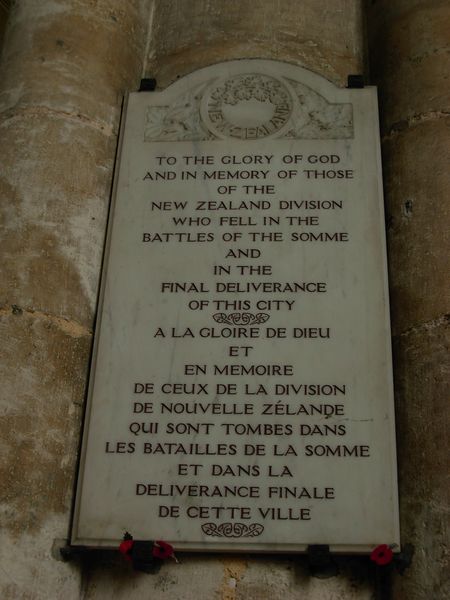 NEW ZEALAND
TO THE GLORY OF GOD
AND IN MEMORY OF THOSE
OF THE
NEW ZEALAND DIVISION
WHO FELL IN THE
BATTLES OF THE SOMME
AND
IN THE
FINAL DELIVERANCE
OF THIS CITY
A LA GLOIRE DE DIEU
ET
EN MEMOIRE
DE CEUX DE LA DIVISION
DE NOUVELLE ZÉLANDE
QUI SONT TOMBES DANS
LES BATAILLES DE LA SOMME
ET DANS LA
DELIVERANCE FINALE
DE CETTE VILLE